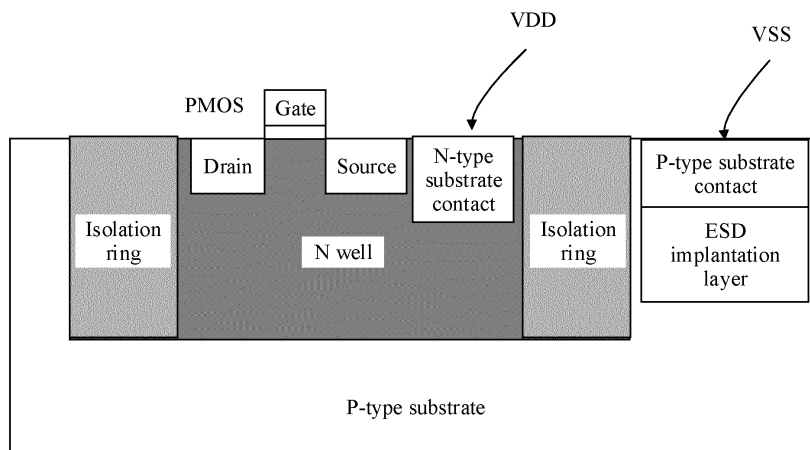 VDD
VSS
PMOS
Gate
Drain
Source
N-type
substrate
contact
P-type substrate
contact
Isolation
ring
N well
Isolation
ring
ESD
implantation
layer
P-type substrate